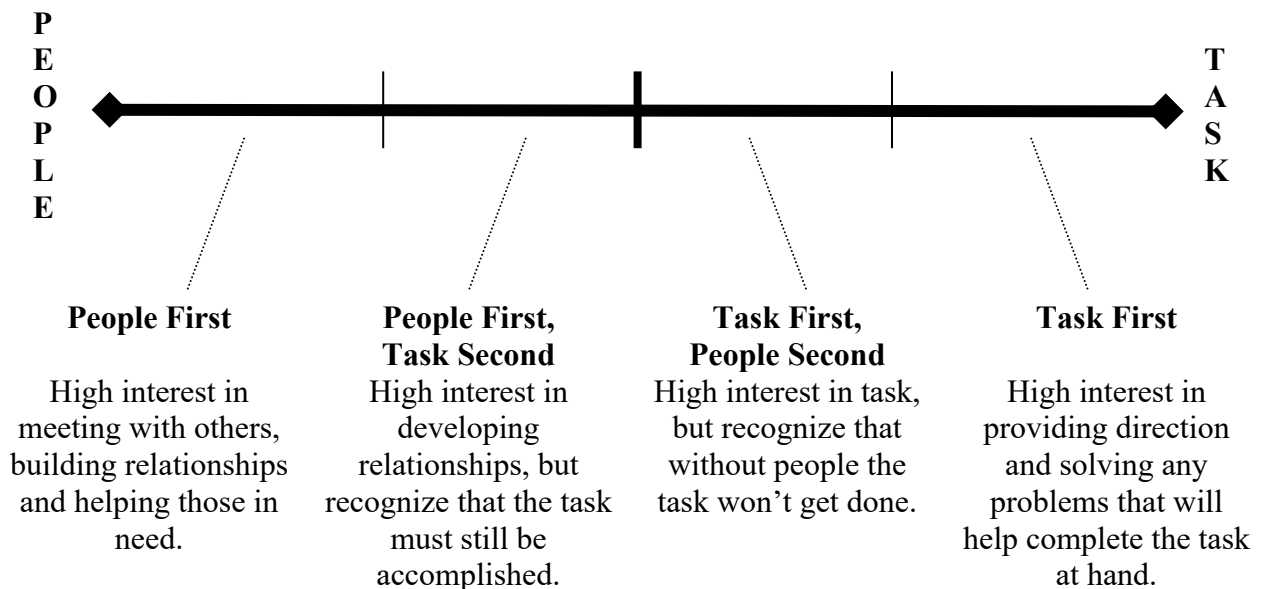 PEOPLE
TASK
People First
High interest in
meeting with others,
building relationships
and helping those in
need.
People First,
Task Second
High interest in
developing
relationships, but
recognize that the task
must still be
accomplished.
Task First,
People Second
High interest in task,
but recognize that
without people the
task won’t get done.
Task First
High interest in
providing direction
and solving any
problems that will
help complete the task
at hand.